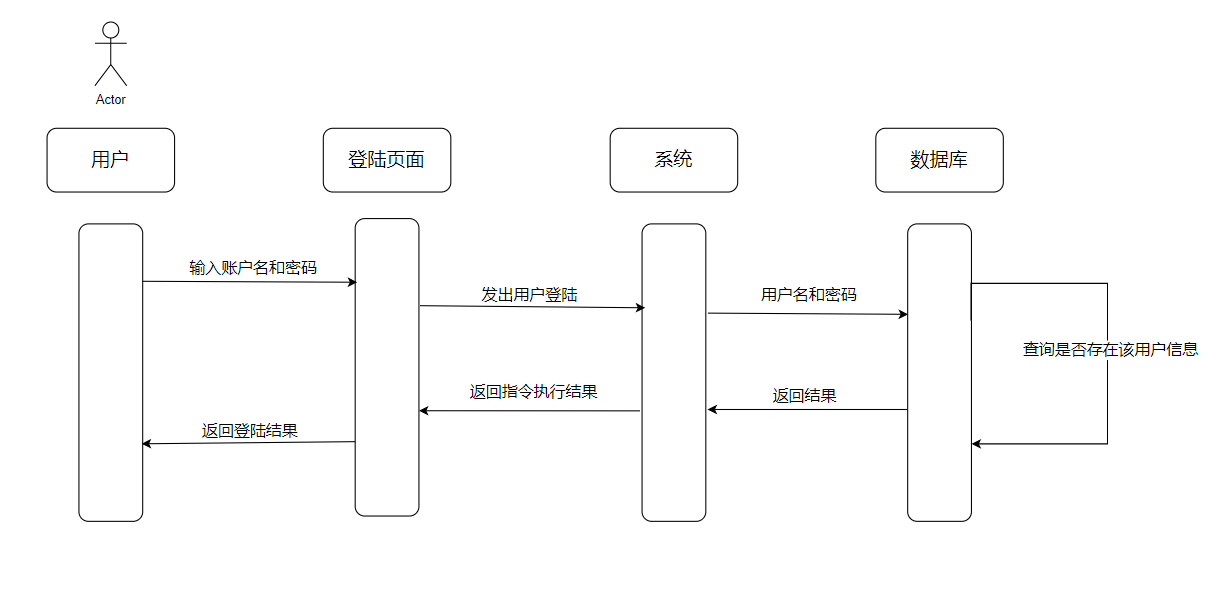 Actor
用户
登陆页面
系统
数据库
输入账户名和密码
发出用户登陆
用户名和密码
查询是否存在该用户信息
返回指令执行结果
返回结果
返回登陆结果